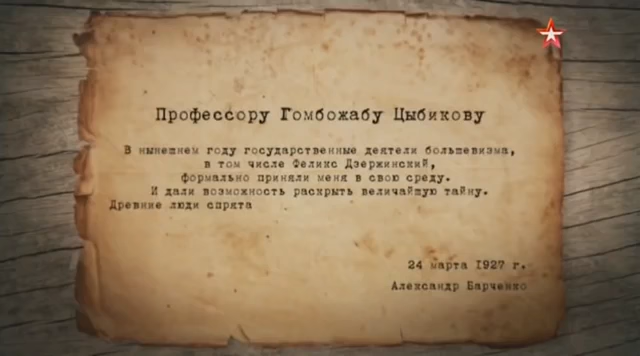 Профессору Гомбожабу Цыбикову
В нынешнем году государственные деятели большевизма,
в том числе Феликс Дзержинский,
формально приняли меня в свою среду.
И дали возможность раскрыть величайшую тайну.
Древние люди спрята
24 марта 1927 г.
Александр Барченко